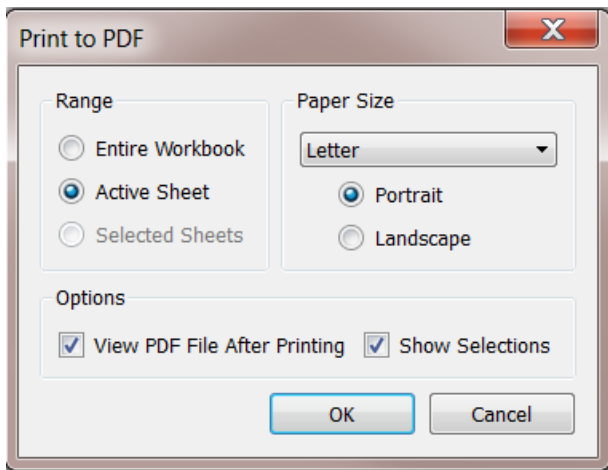 Print to PDF
Range
Entire Workbook
Active Sheet
Selected Sheets
Paper Size
Letter
Portrait
Landscape
Options
View PDF File After Printing Show Selections
OK Cancel